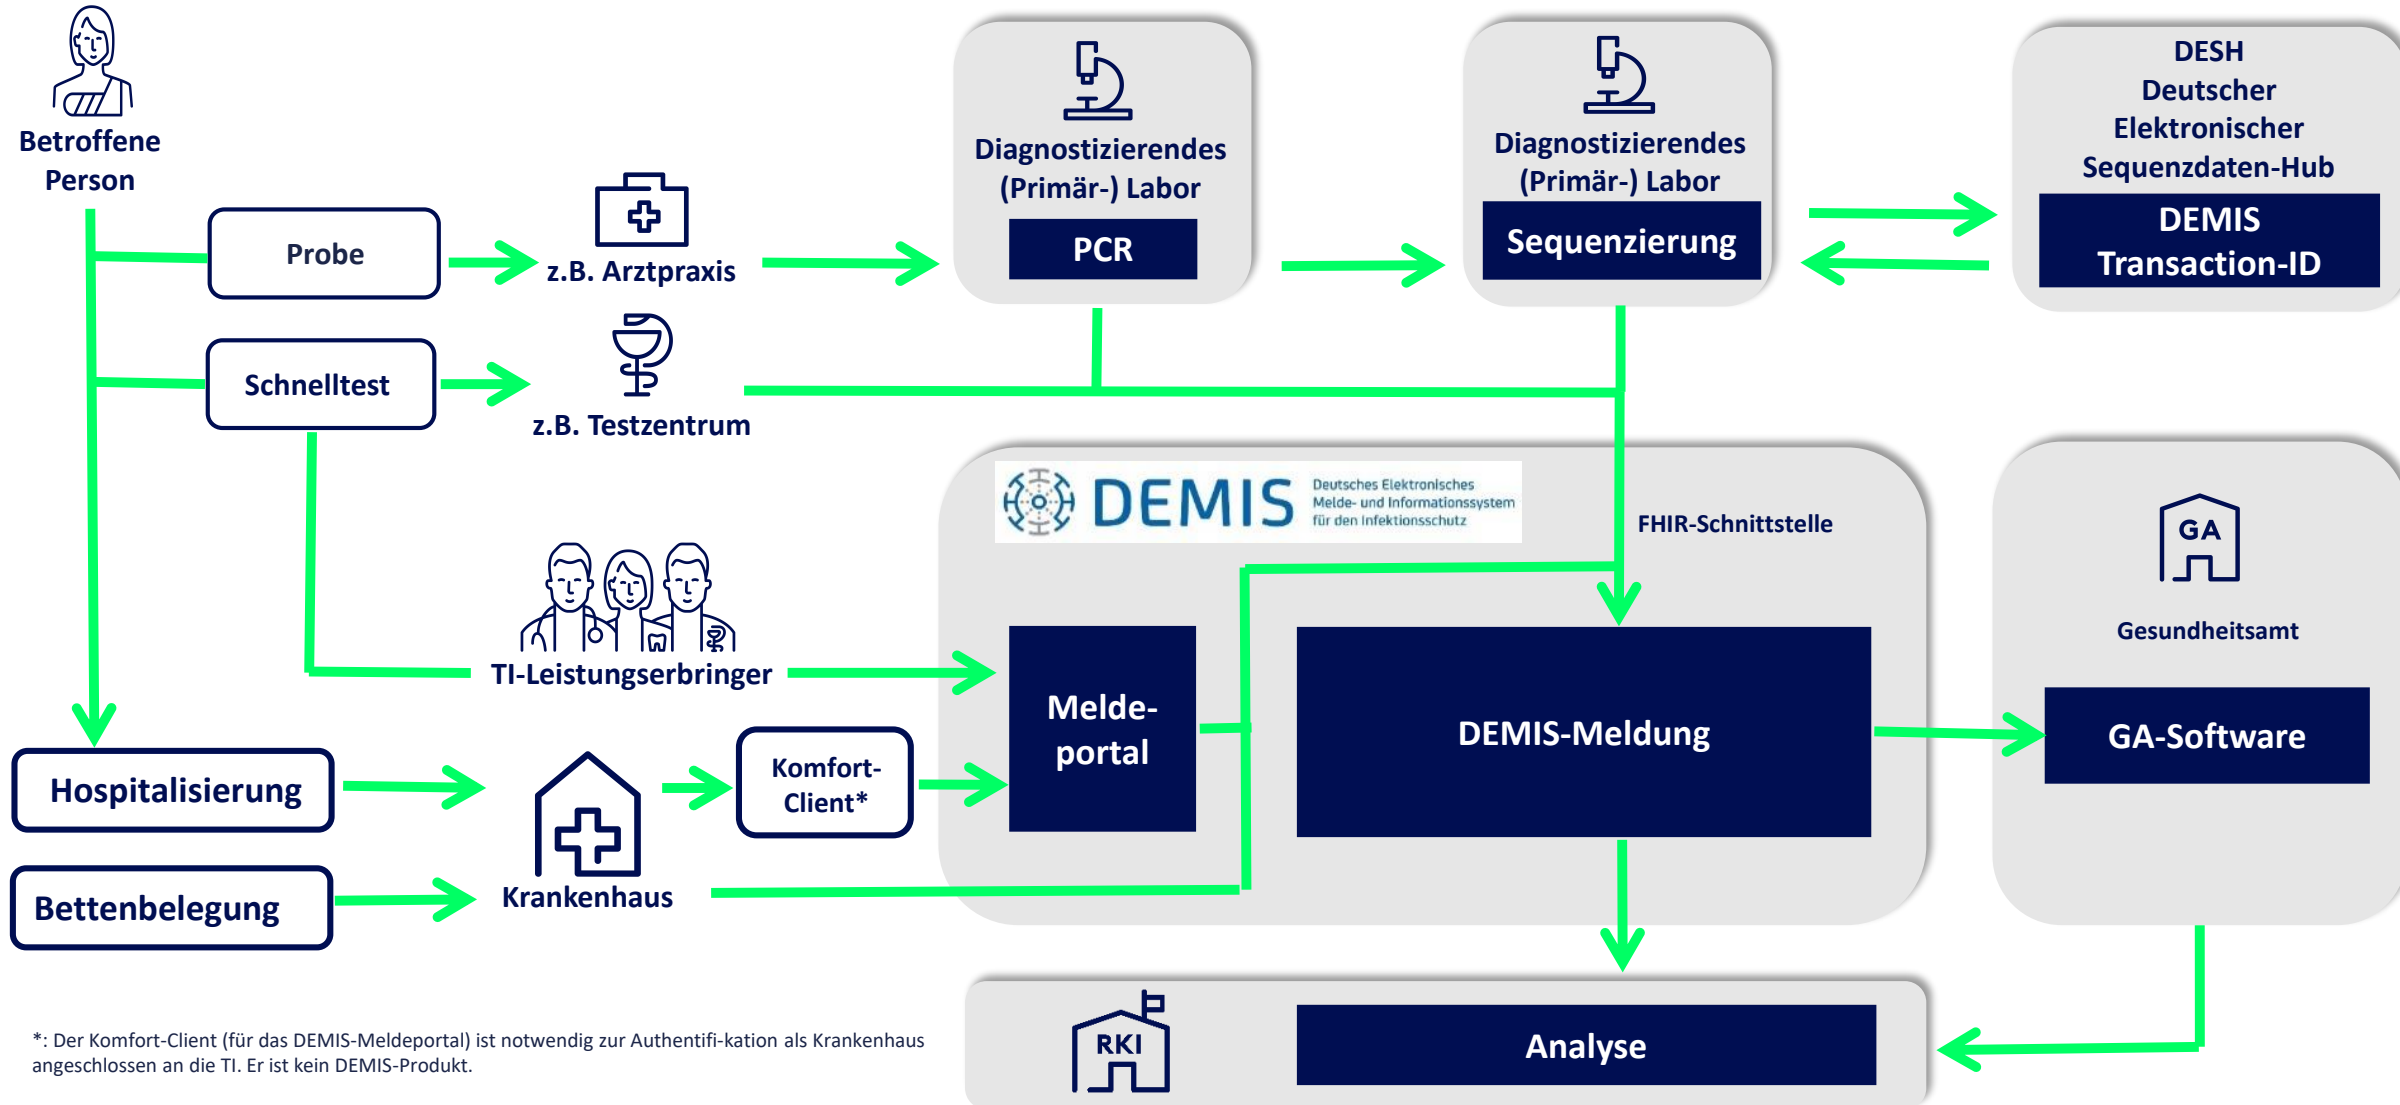 Betroffene
Person
Probe
z.B. Arztpraxis
Diagnostizierendes
(Primär-) Labor
PCR
Diagnostizierendes
(Primär-) Labor
Sequenzierung
DESH
Deutscher
Elektronischer
Sequenzdaten-Hub
DEMIS
Transaction-ID
Schnelltest
z.B. Testzentrum
DEMIS
Deutsches Elektronisches
Melde- und Informationssystem
für den Infektionsschutz
FHIR-Schnittstelle
GA
Gesundheitsamt
GA-Software
TI-Leistungserbringer
Melde-
portal
DEMIS-Meldung
Hospitalisierung
Komfort-
Client*
Bettenbelegung
Krankenhaus
RKI
Analyse
*: Der Komfort-Client (für das DEMIS-Meldeportal) ist notwendig zur Authentifi-kation als Krankenhaus
angeschlossen an die TI. Er ist kein DEMIS-Produkt.